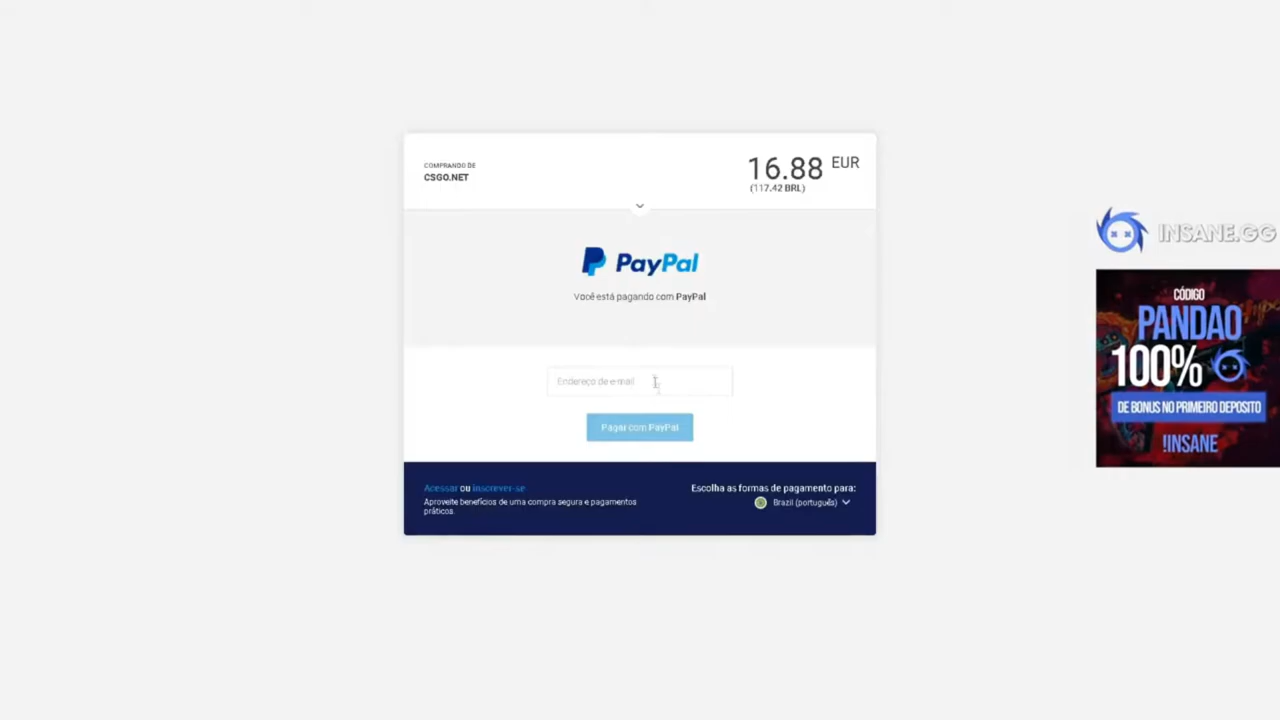 COMPRANDO DE
CSGO.NET
16.88 EUR
(117.42 BRL)
PayPal
Você está pagando com PayPal
Endereço de e-mail
Pagar com PayPal
Acessar ou inscrever-se
Aproveite benefícios de uma compra segura e pagamentos
práticos.
Escolha as formas de pagamento para:
Brazil (português)
INSANE.GG
CÓDIGO
PANDAO
100%
DE BONUS NO PRIMEIRO DEPOSITO
!INSANE